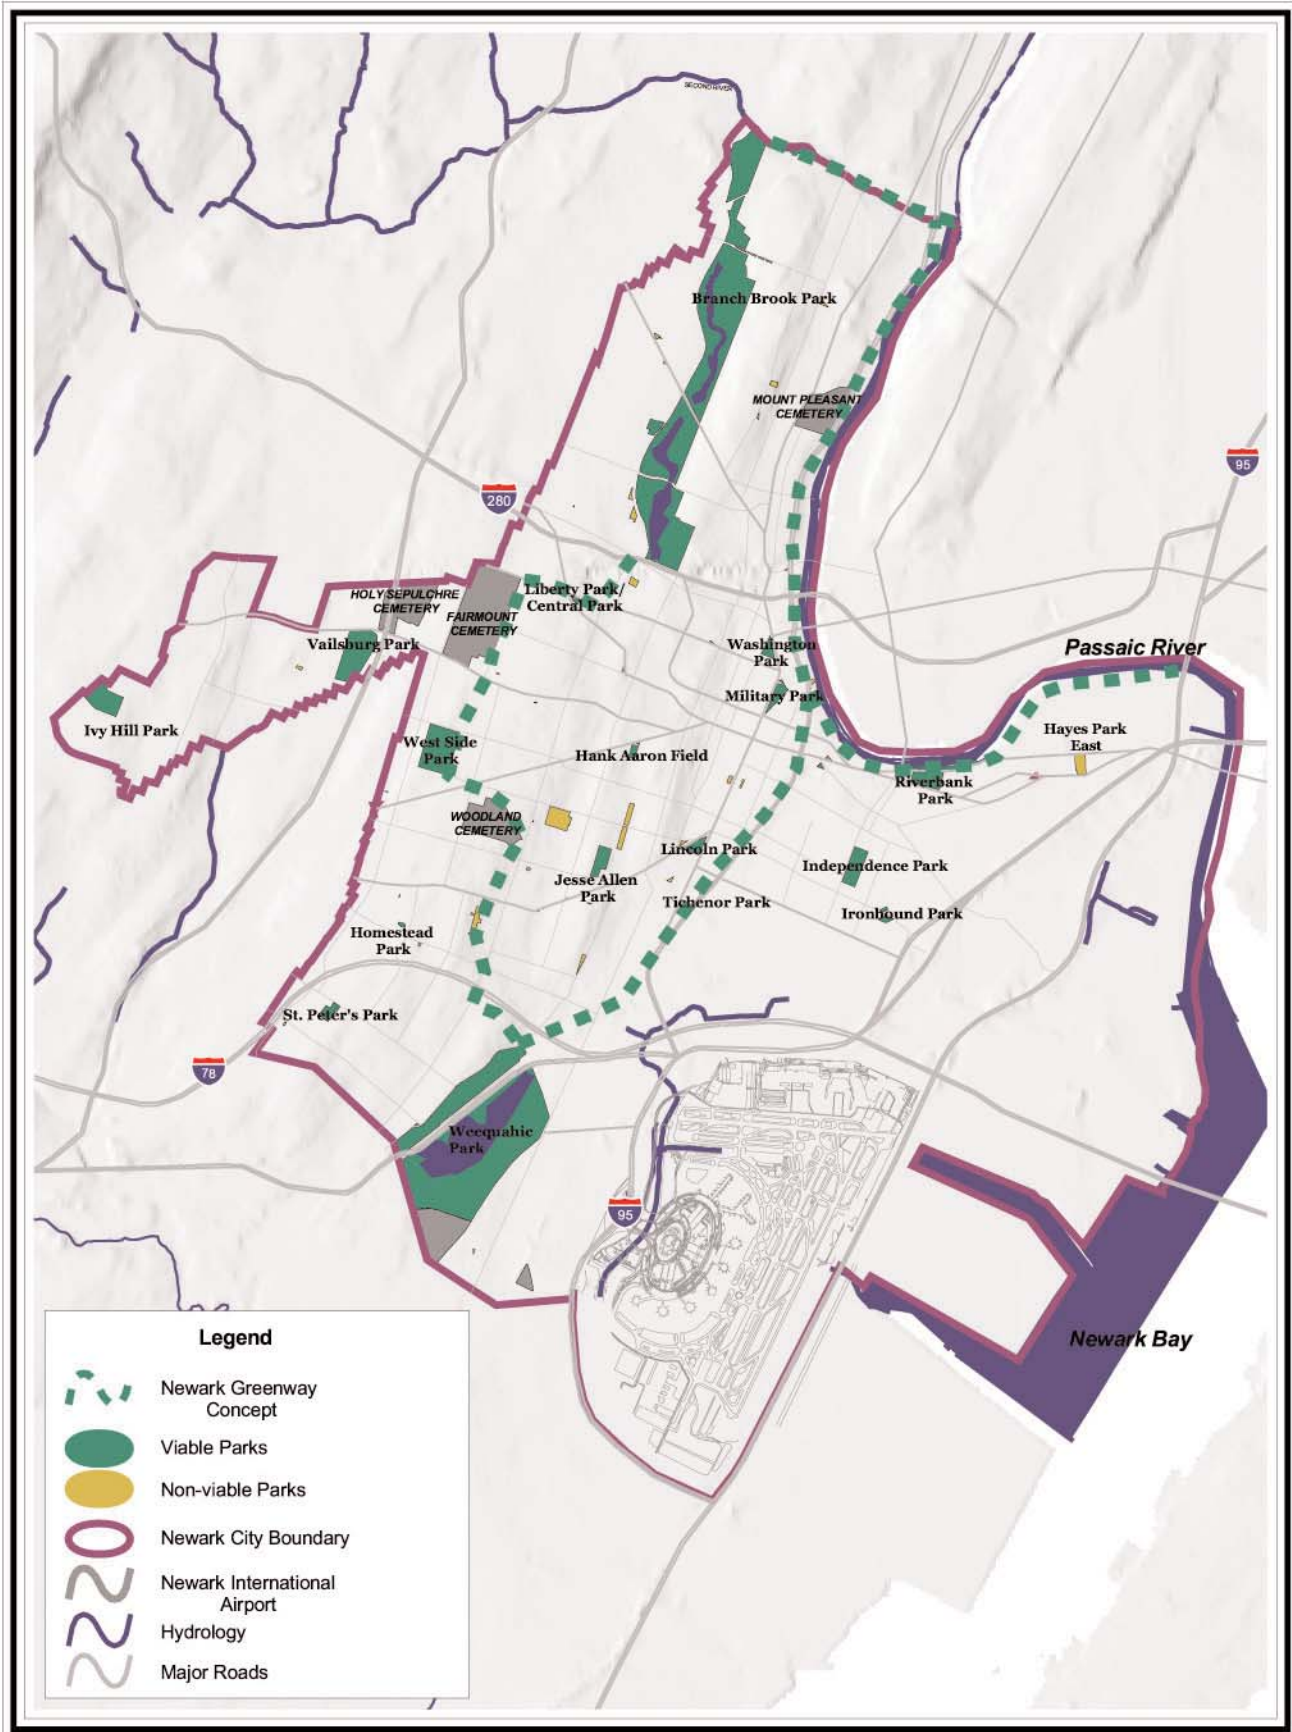 SECOND RIVER
Branch Brook Park
MOUNT PLEASANT
CEMETERY
95
280
HOLY SEPULCHRE
CEMETERY
FAIRMOUNT
CEMETERY
Liberty Park/
Central Park
Vailsburg Park
Washington
Park
Passaic River
Military Park
Ivy Hill Park
West Side
Park
Hank Aaron Field
Hayes Park
East
Riverbank
Park
WOODLAND
CEMETERY
Lincoln Park
Independence Park
Jesse Allen
Park
Tichenor Park
Ironbound Park
Homestead
Park
St. Peter's Park
78
Weequahic
Park
95
Newark Bay
Legend
Newark Greenway
Concept
Viable Parks
Non-viable Parks
Newark City Boundary
Newark International
Airport
Hydrology
Major Roads